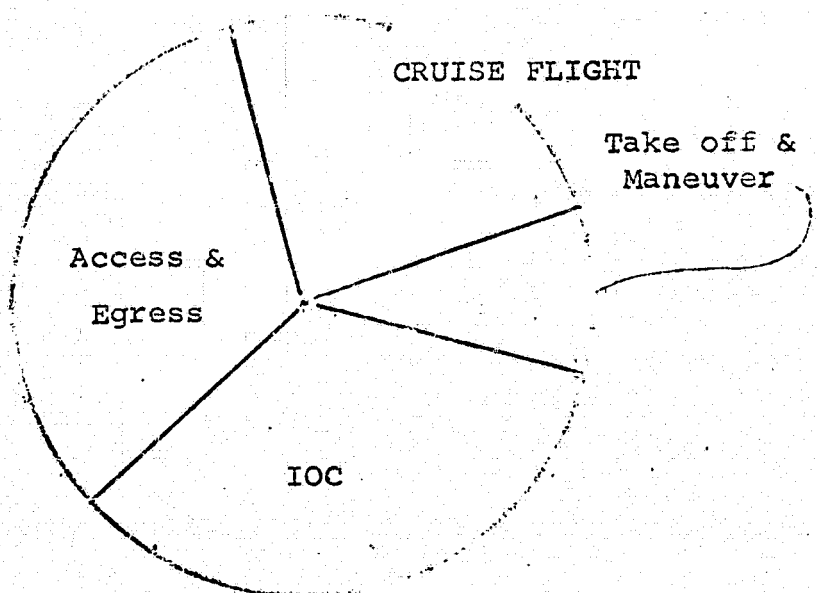 CRUISE FLIGHT
Take off &
Maneuver
Access &
Egress
IOC